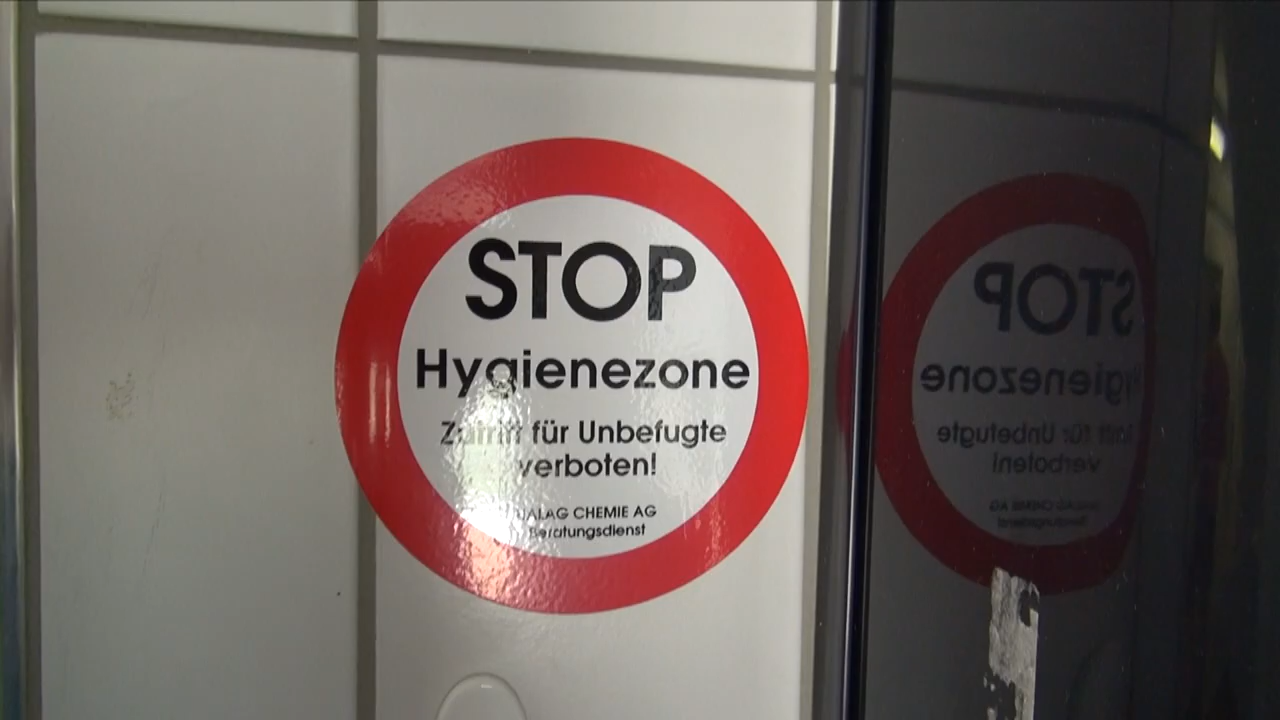 STOP
Hygienezone
Zutritt für Unbefugte
verboten!
CHEMIE AG
Beratungsdienst